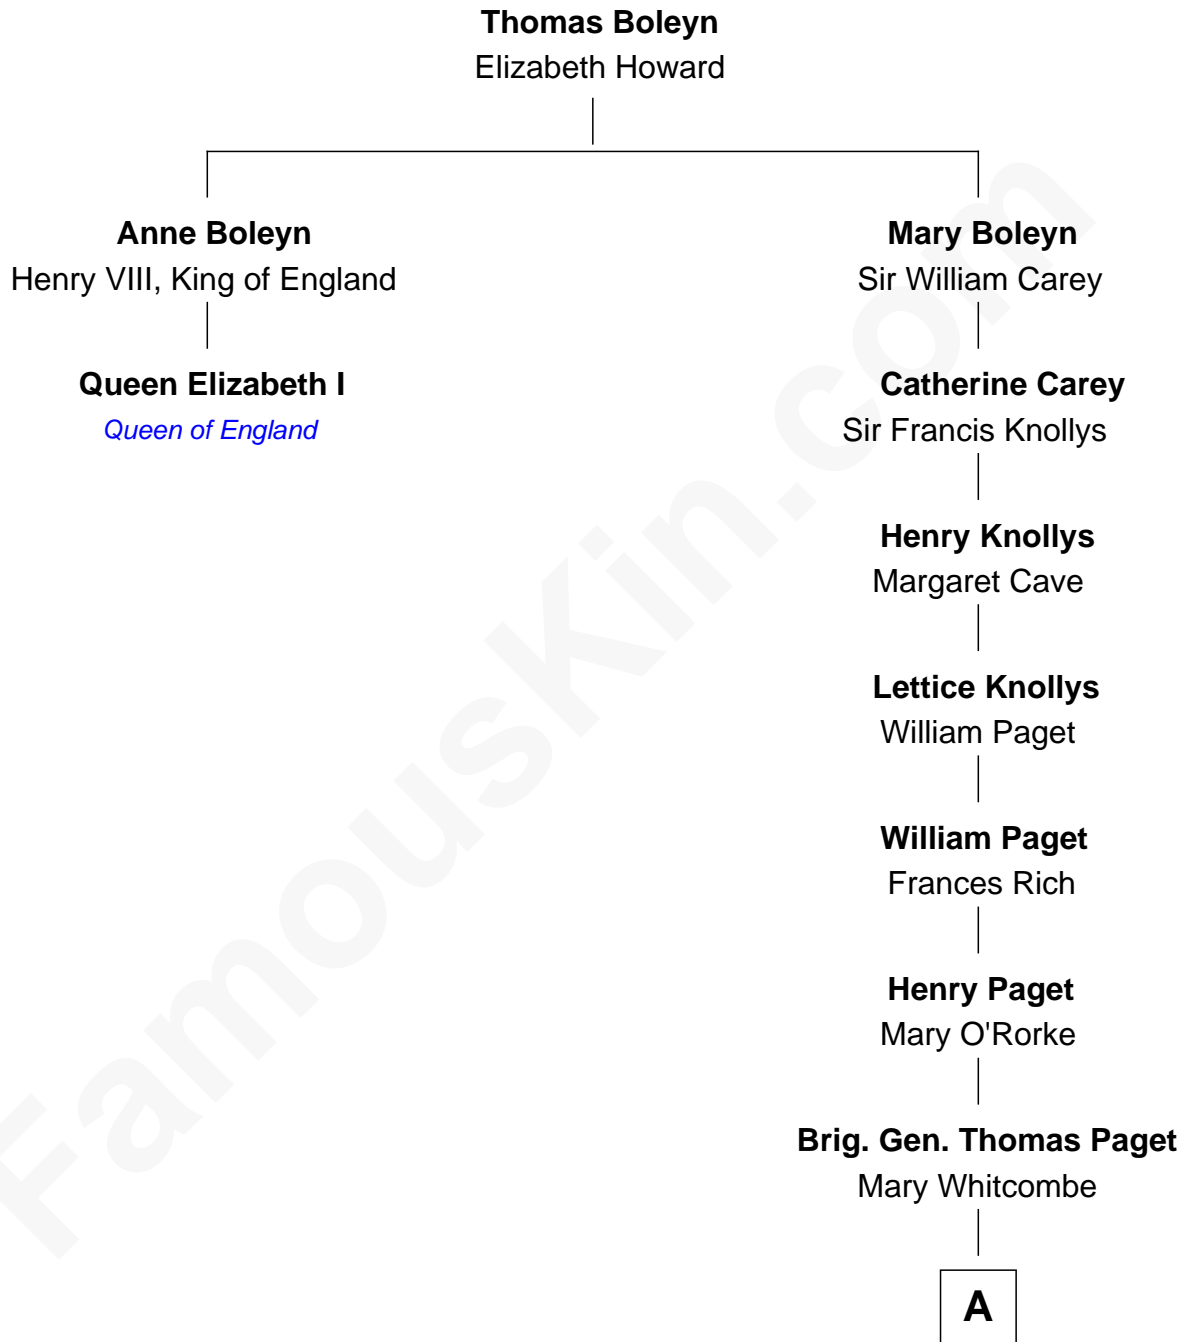 Thomas Boleyn
Elizabeth Howard
Anne Boleyn
Henry VIII, King of England
Queen Elizabeth I
Queen of England
Mary Boleyn
Sir William Carey
Catherine Carey
Sir Francis Knollys
Henry Knollys
Margaret Cave
Lettice Knollys
William Paget
William Paget
Frances Rich
Henry Paget
Mary O'Rorke
Brig. Gen. Thomas Paget
Mary Whitcombe
A
FamousKin.com